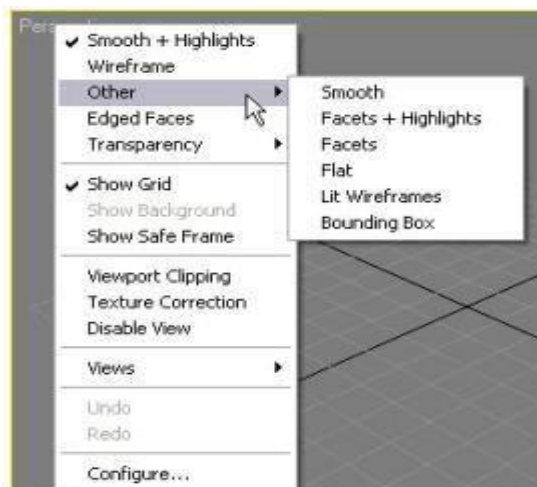 Smooth + Highlights
Wireframe
Other
Edged Faces
Transparency
Show Grid
Show Background
Show Safe Frame
Viewport Clipping
Texture Correction
Disable View
Views
Undo
Redo
Configure...
Smooth
Facets + Highlights
Facets
Flat
Lit Wireframes
Bounding Box